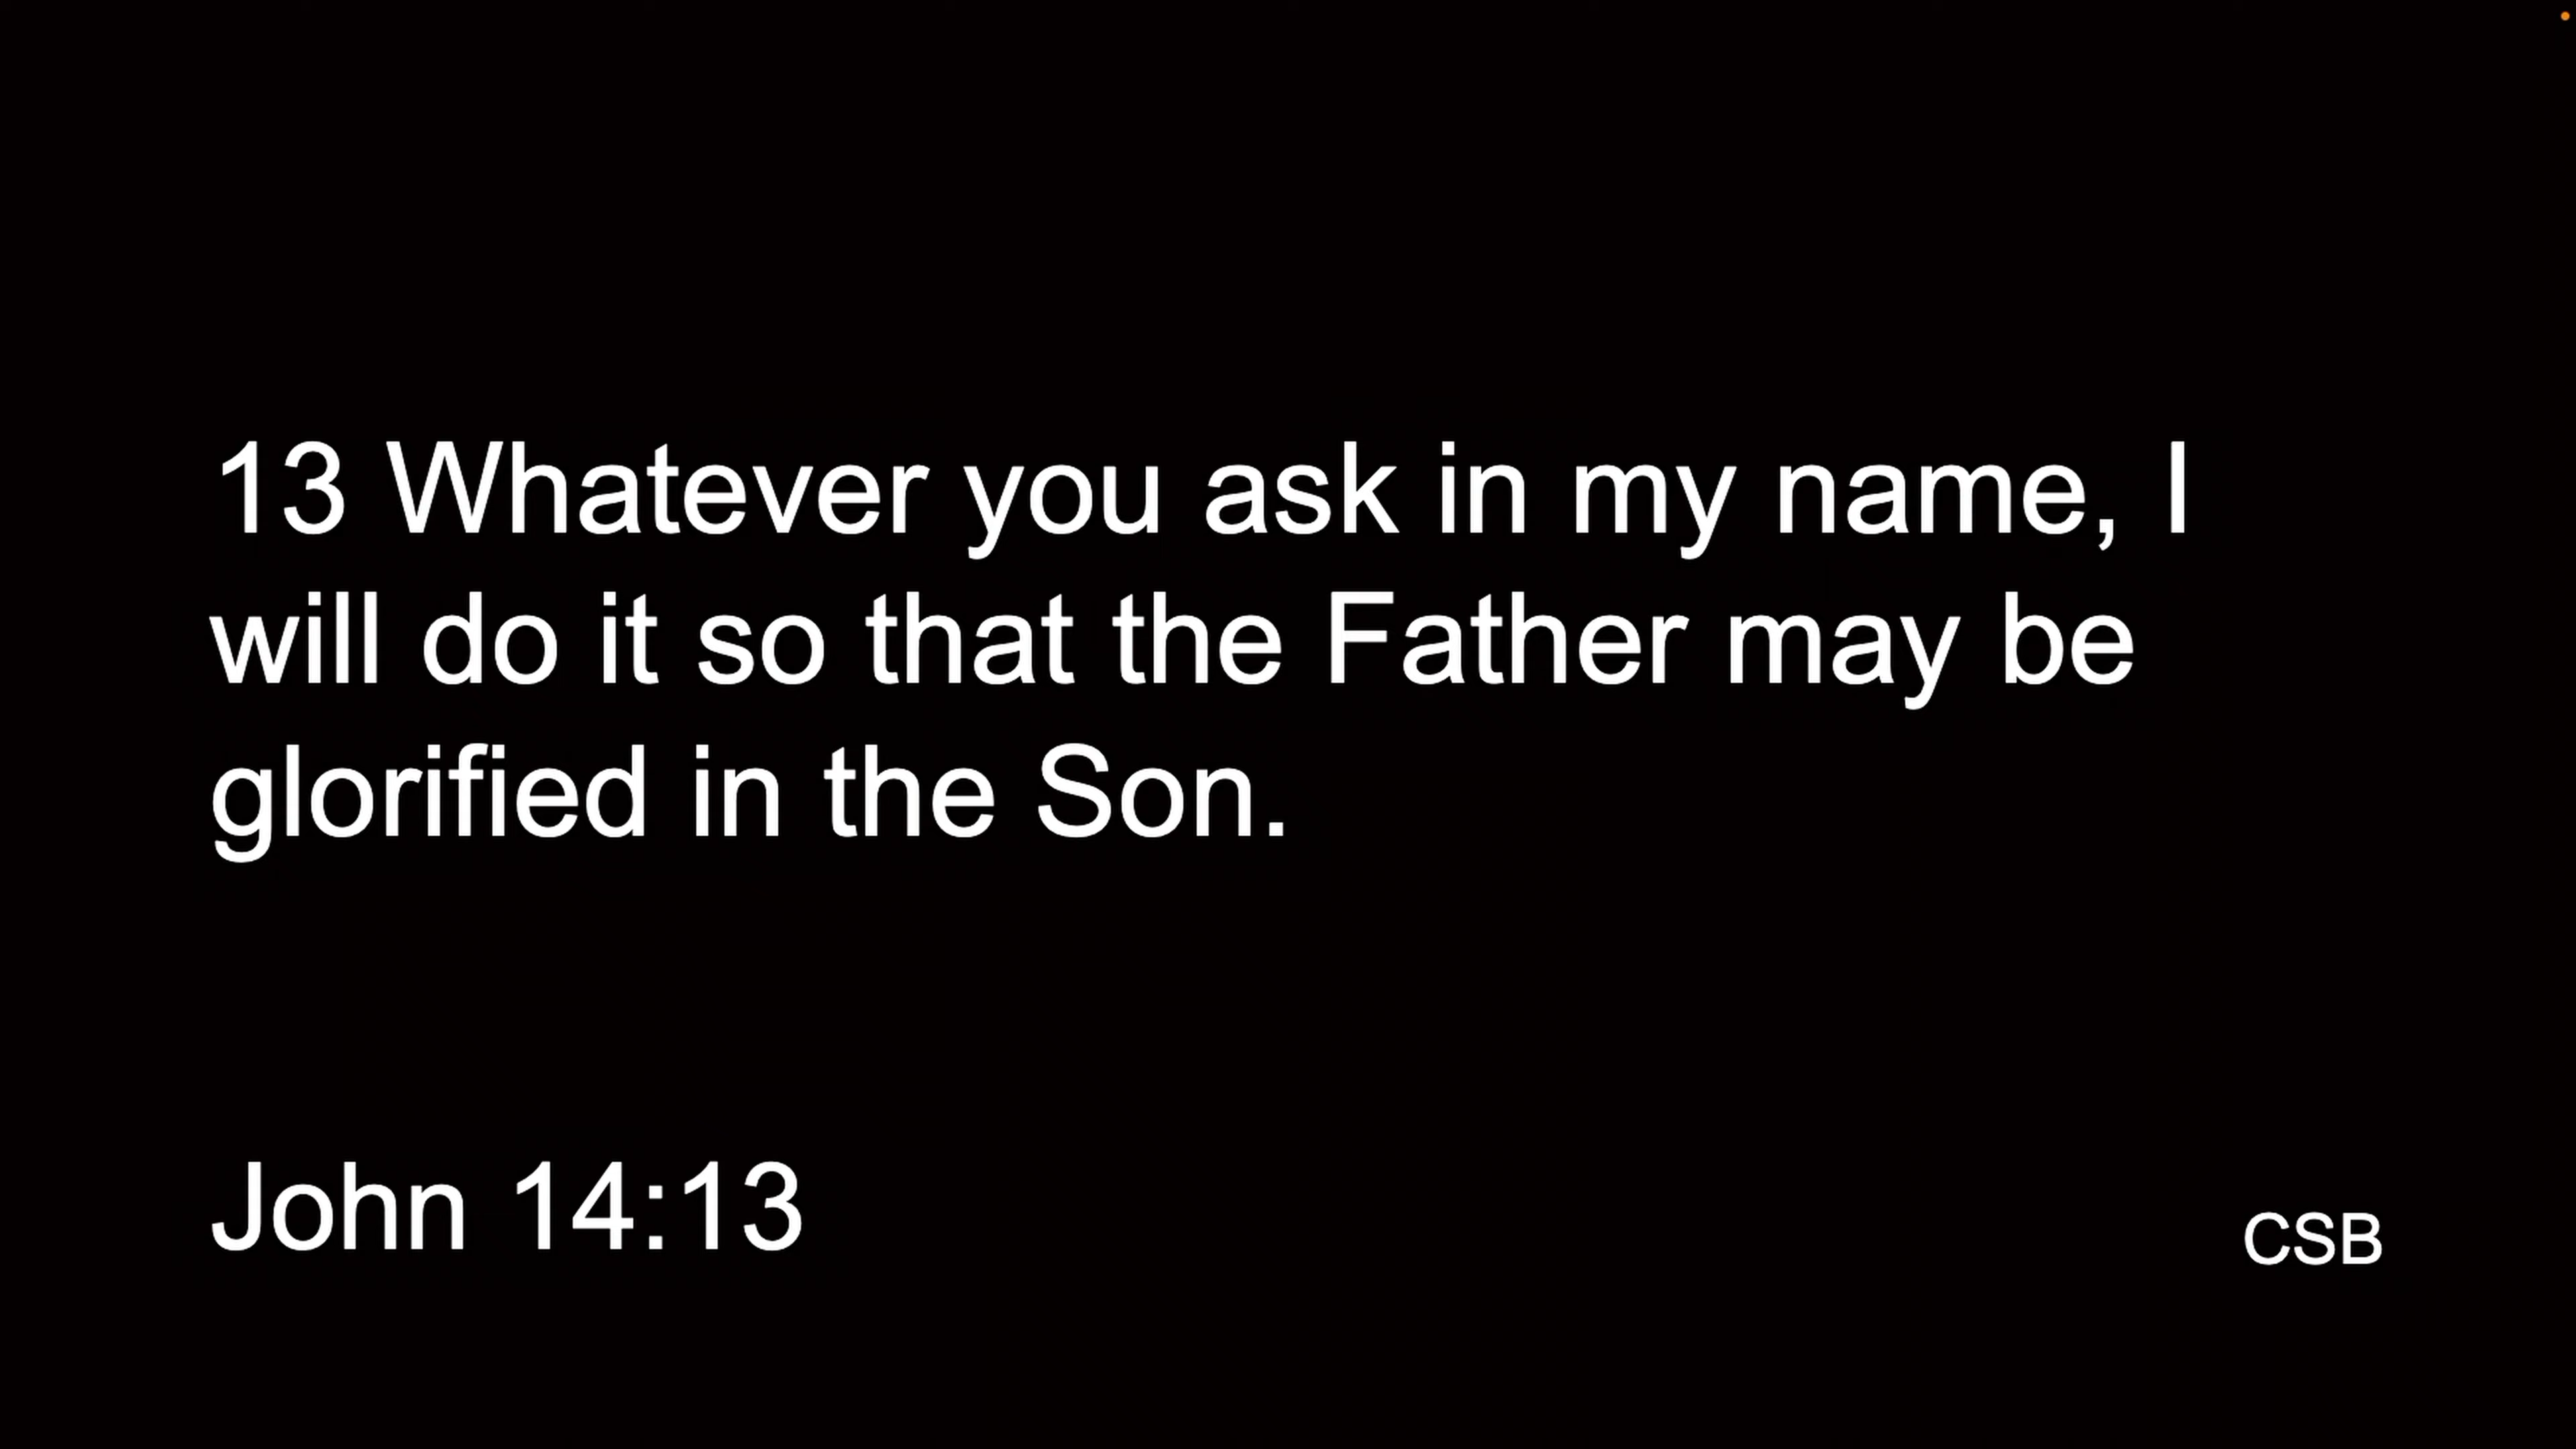 13 Whatever you ask in my name, I
will do it so that the Father may be
glorified in the Son.
John 14:13
CSB